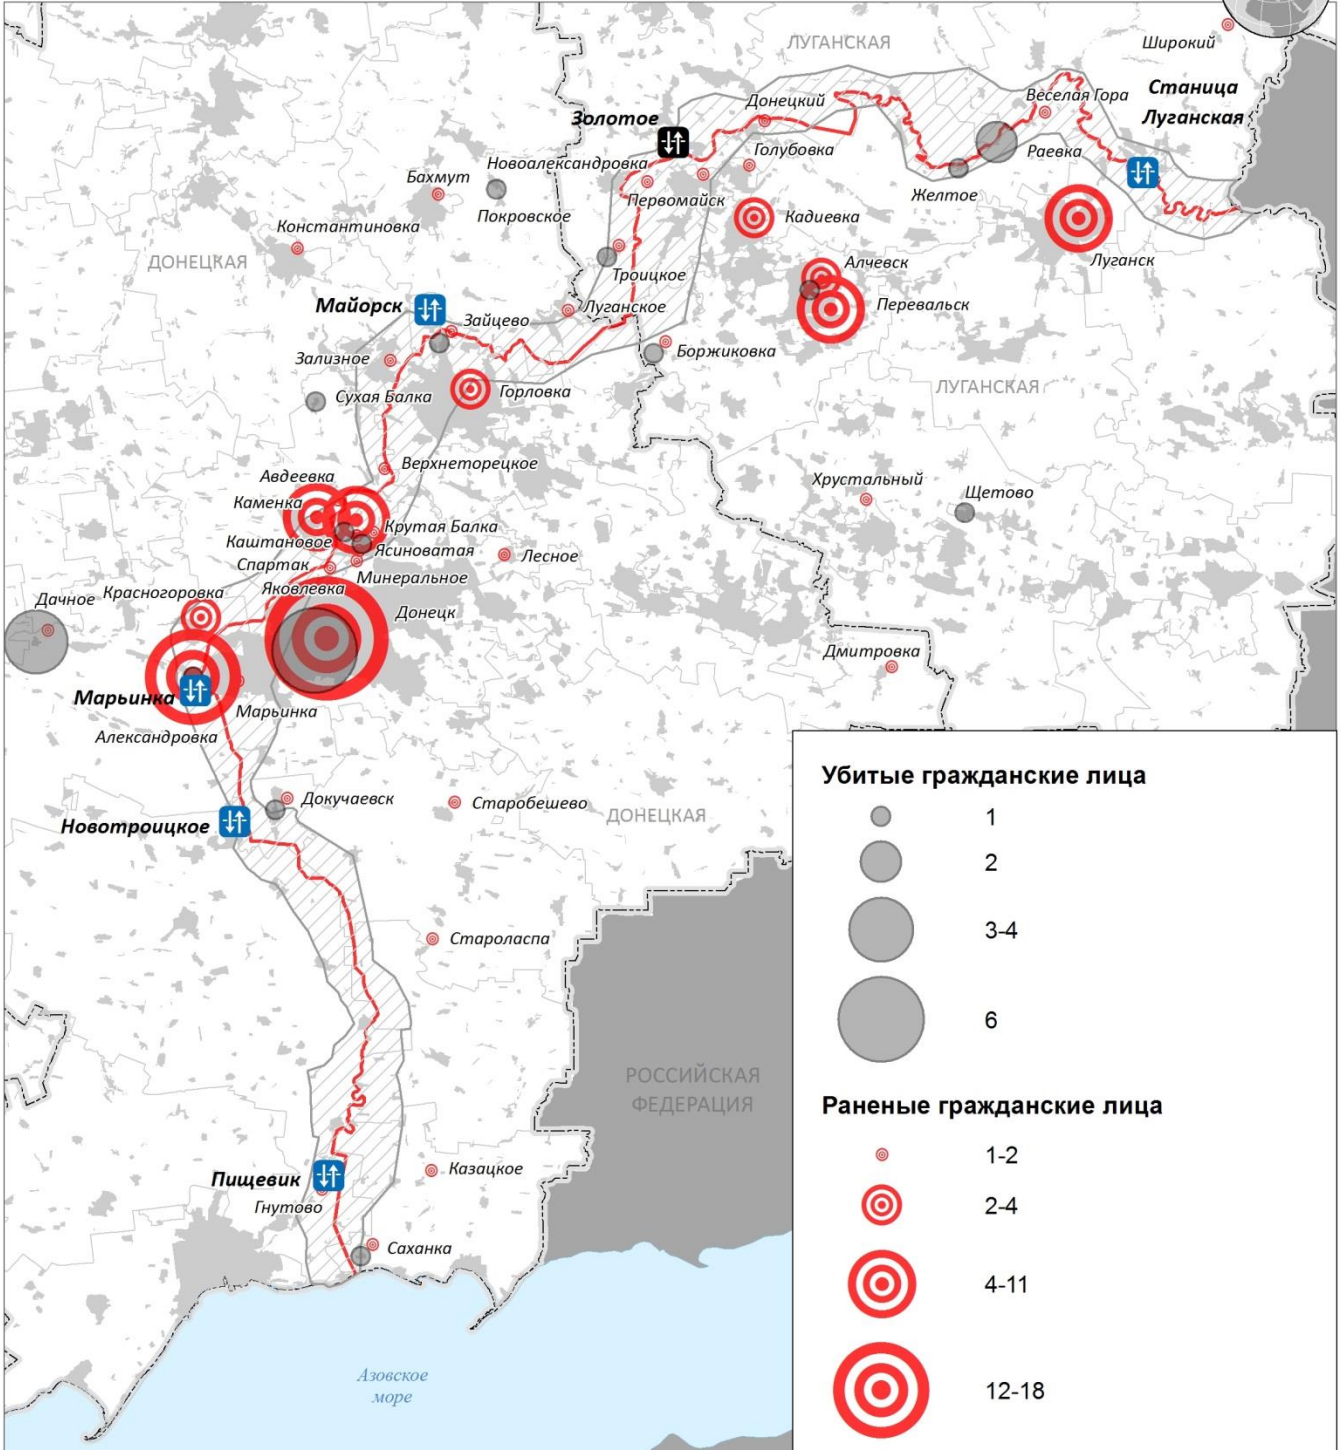 ЛУГАНСКАЯ
Широкий
Станица
Луганская
Веселая Гора
Донецкий
Золотое
Голубовка
Раевка
Новоалександровка
Бахмут
Первомайск
Желтое
Покровское
Кадиевка
Константиновка
ДОНЕЦКАЯ
Луганск
Алчевск
Троицкое
Перевальск
Майорск
Луганское
Зайцево
Зализное
Боржиковка
ЛУГАНСКАЯ
Сухая Балка
Горловка
Верхнеторецкое
Авдеевка
Хрустальный
Щетово
Каменка
Крутая Балка
Каштановое
Ясиноватая
Лесное
Спартак
Минеральное
Яковлевка
Красногоровка
Дачное
Донецк
Дмитровка
Марьинка
Марьинка
Александровка
Докучаевск
Старобешево
ДОНЕЦКАЯ
Новотроицкое
Староласпа
РОССИЙСКАЯ
ФЕДЕРАЦИЯ
Казацкое
Пищевик
Гнутово
Саханка
Азовское
море
Убитые гражданские лица
1
2
3-4
6
Раненые гражданские лица
1-2
2-4
4-11
12-18